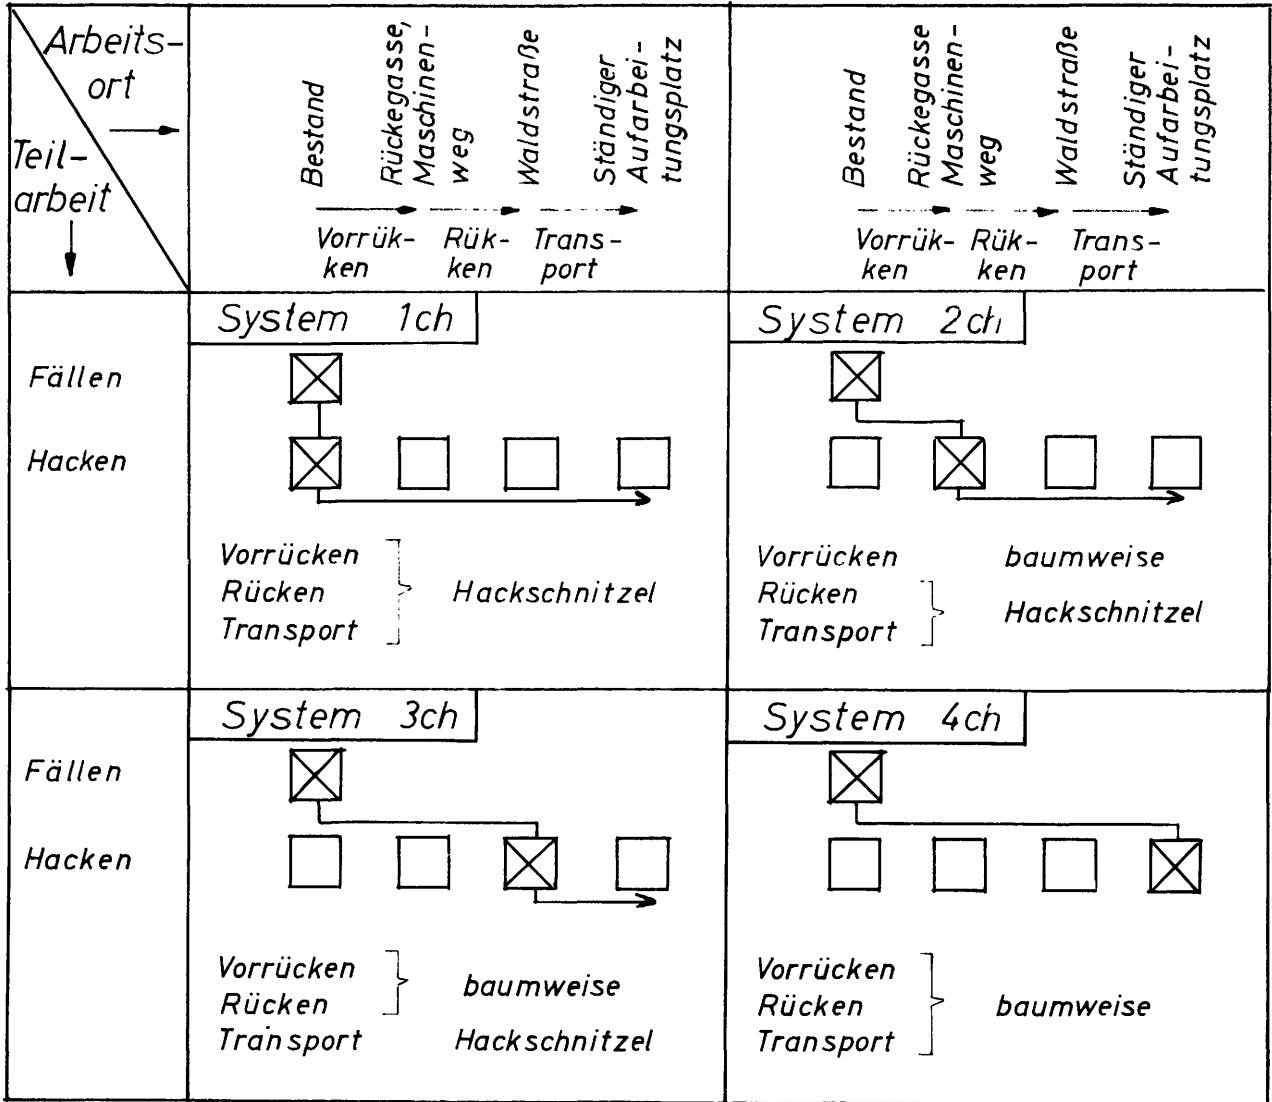 Arbeits-
ort
Teil-
arbeit
Bestand
Rückegasse,
Maschinen-
weg
Waldstraße
Ständiger
Aufarbei-
tungsplatz
Vorrük-
ken
Rük-
ken
Trans-
port
Bestand
Rückegasse
Maschinen-
weg
Waldstraße
Ständiger
Aufarbei-
tungsplatz
Vorrük-
ken
Rük-
ken
Trans-
port
System 1ch
System 2ch
Fällen
Hacken
Vorrücken
Rücken
Transport
Hackschnitzel
Vorrücken baumweise
Rücken
Transport
Hackschnitzel
System 3ch
System 4ch
Fällen
Hacken
Vorrücken
Rücken
baumweise
Transport Hackschnitzel
Vorrücken
Rücken
Transport
baumweise